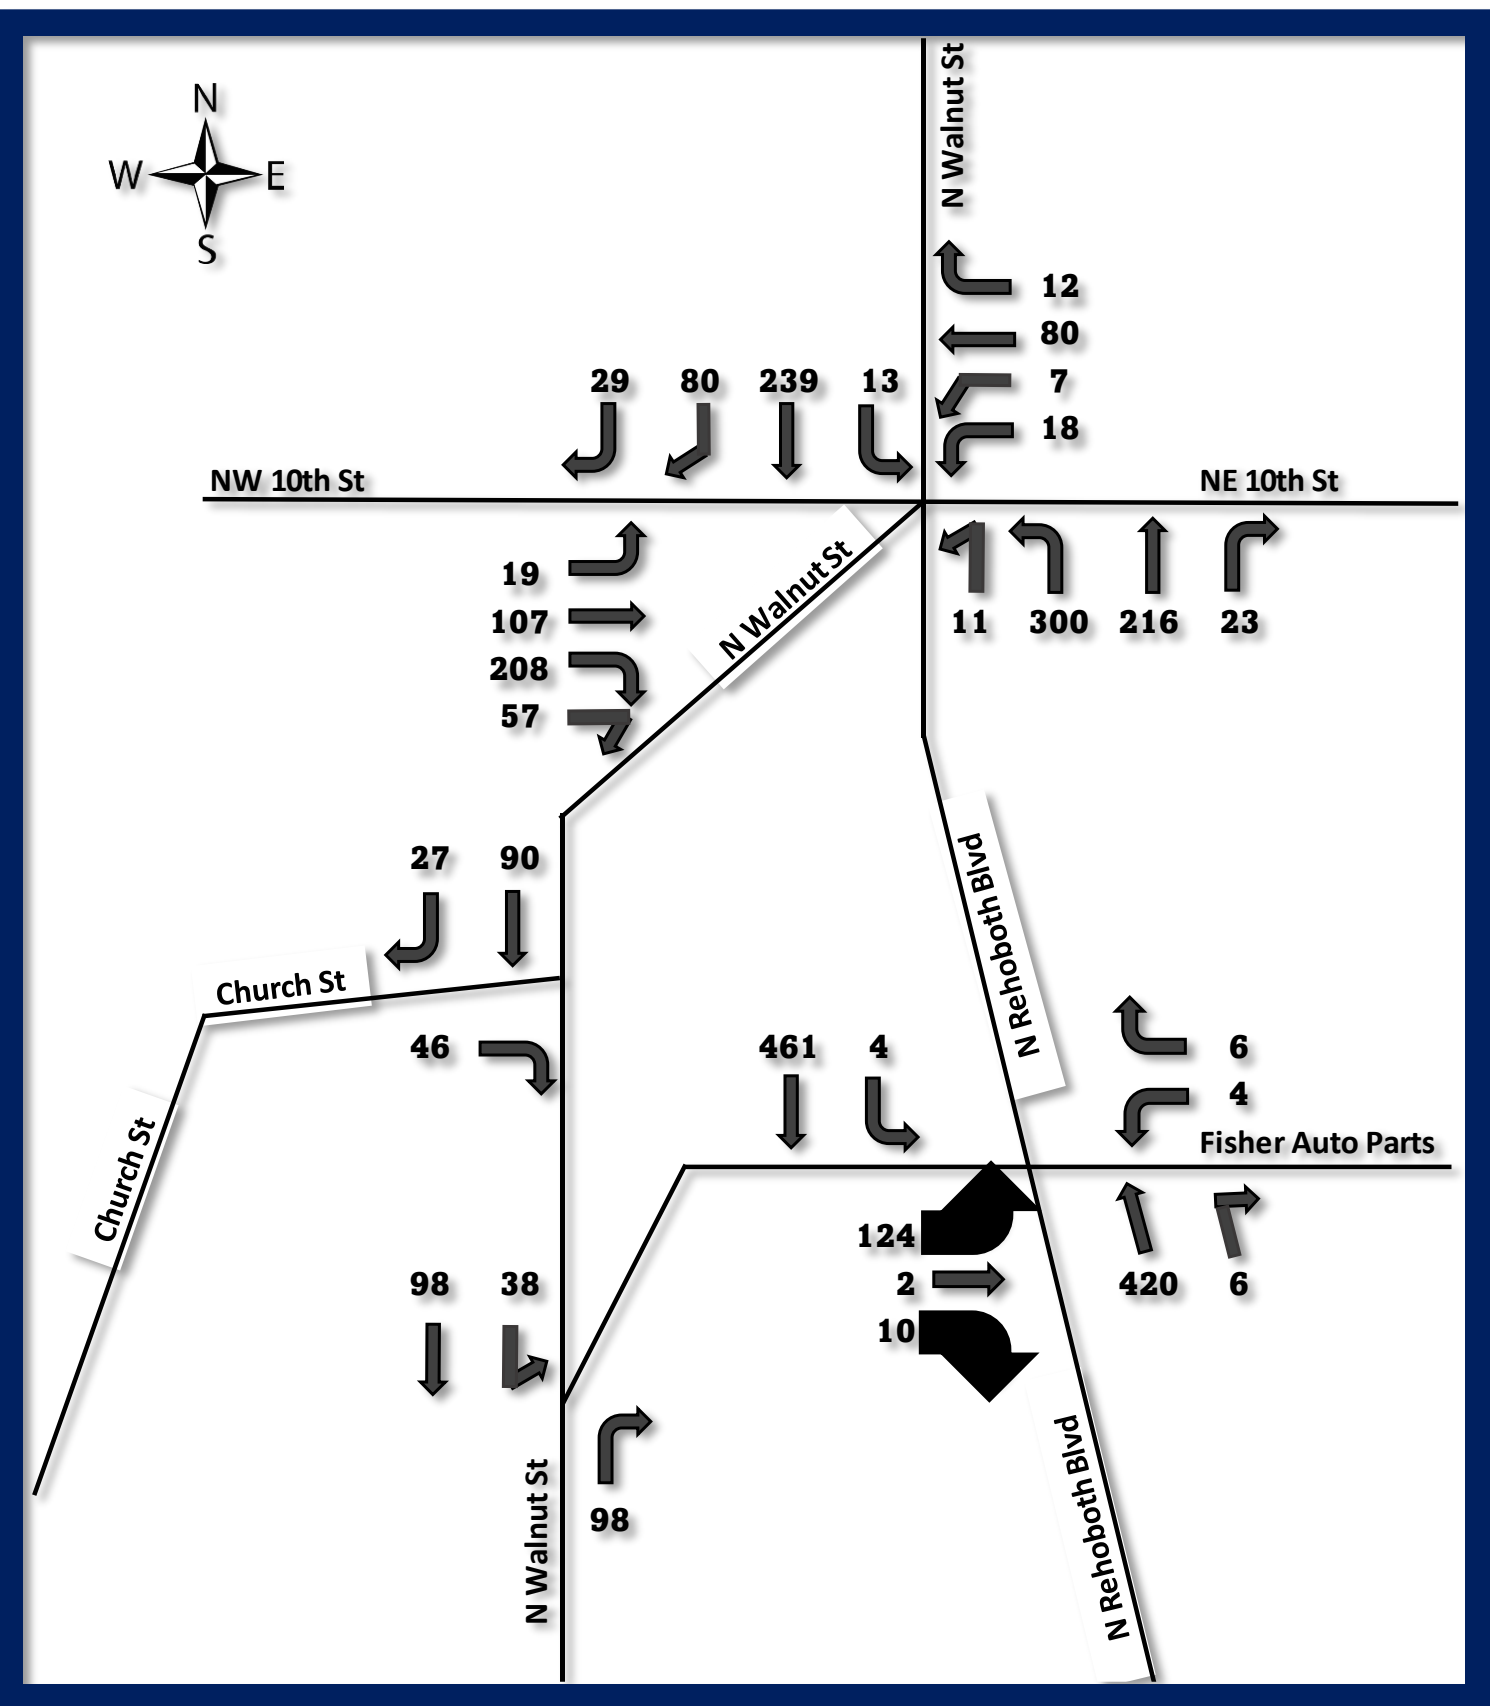 N Walnut St
N
W E
S
12
80
7
18
29 80 239 13
NW 10th St
NE 10th St
19
107
208
57
N Walnut St
11 300 216 23
27 90
N Rehoboth Blvd
Church St
46
461 4
6
4
Fisher Auto Parts
Church St
124
2
10
420 6
98 38
N Walnut St
98
N Rehoboth Blvd